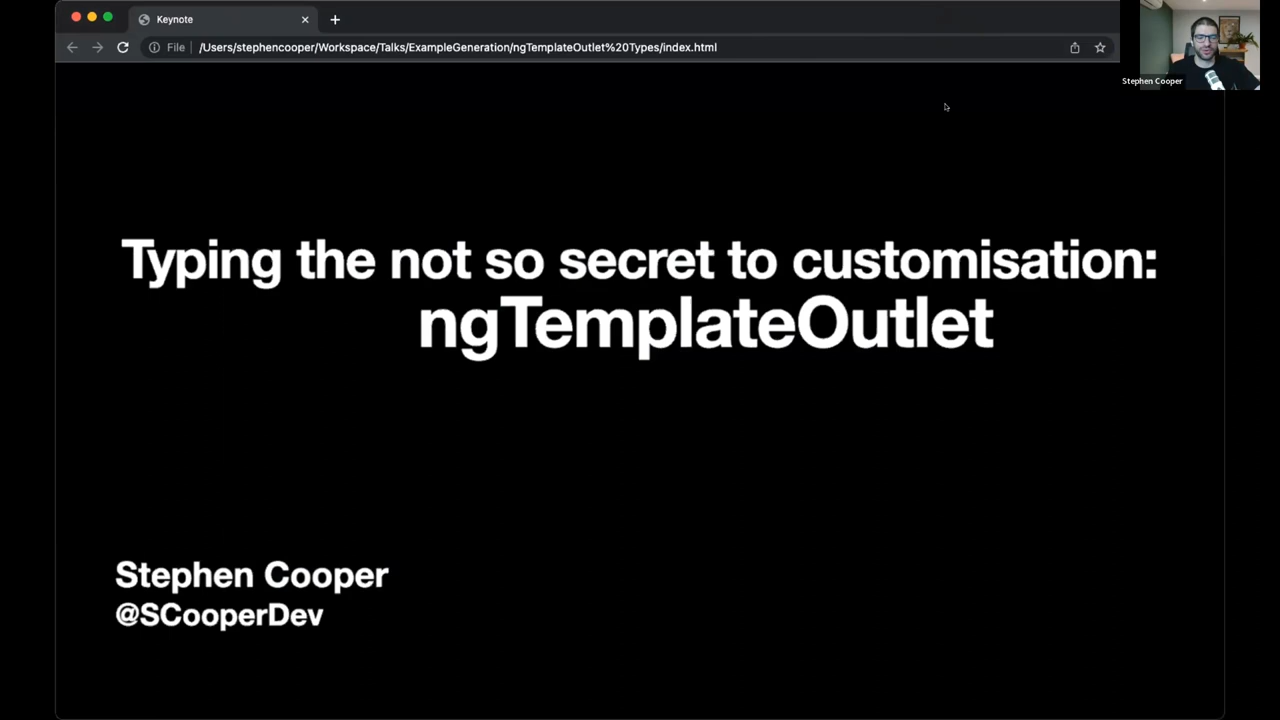 Keynote
File /Users/stephencooper/Workspace/Talks/ExampleGeneration/ngTemplateOutlet%20Types/index.html
Stephen Cooper
Typing the not so secret to customisation:
ngTemplateOutlet
Stephen Cooper
@SCooperDev